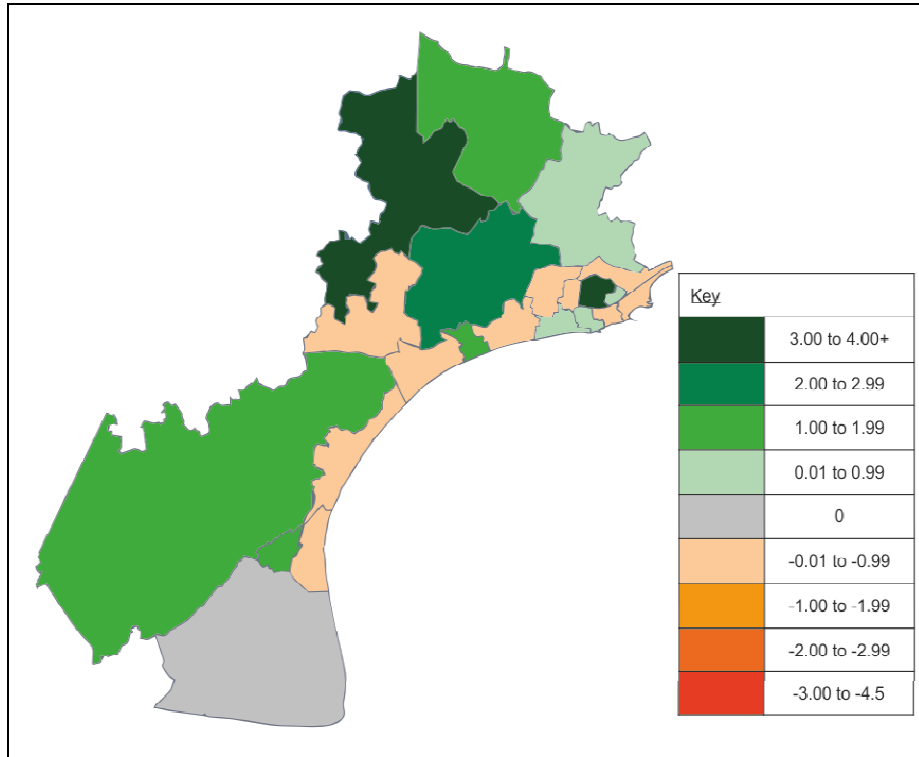 Key
3.00 to 4.00+
2.00 to 2.99
1.00 to 1.99
0.01 to 0.99
0
-0.01 to -0.99
-1.00 to -1.99
-2.00 to -2.99
-3.00 to -4.5